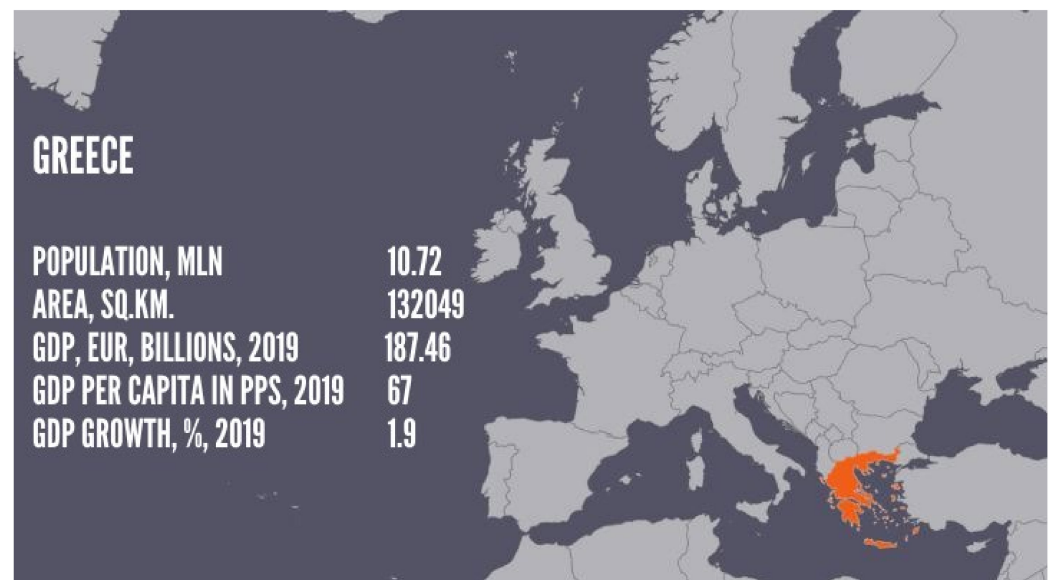 GREECE
POPULATION, MLN 10.72
AREA, SQ.KM. 132049
GDP, EUR, BILLIONS, 2019 187.46
GDP PER CAPITA IN PPS, 2019 67
GDP GROWTH, %, 2019 1.9